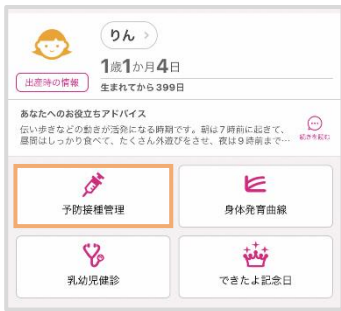 りん
1歳1か月4日
出産時の情報
生まれてから399日
あなたへのお役立ちアドバイス
伝い歩きなどの動きが活発になる時期です。朝は7時前に起きて、
昼間はしっかり食べて、たくさん外遊びをさせ、夜は9時前まで…
続きを読む
予防接種管理
身体発育曲線
乳幼児健診
できたよ記念日